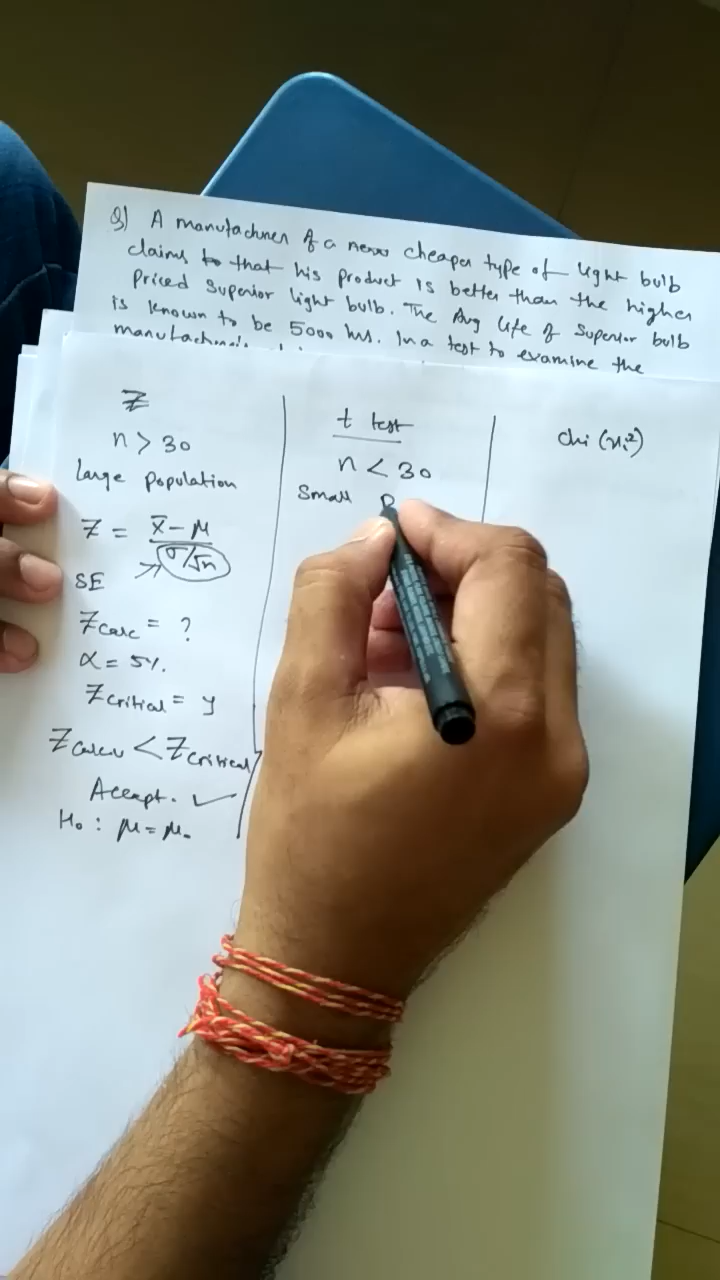 Q) A manufacturer of a new cheaper type of light bulb
claims to that his product is better than the higher
priced superior light bulb. The Avg life of superior bulb
is known to be 5000 hrs. In a test to examine the
Z
n > 30
Large population
Z = x̄ - μ / σ/√n
SE
Zcalc = ?
α = 5%
Zcritical = y
Zcalcu < Zcritical
Accept. ✓
H₀ : μ = μ₀
t test
n < 30
Small P
chi (x²)